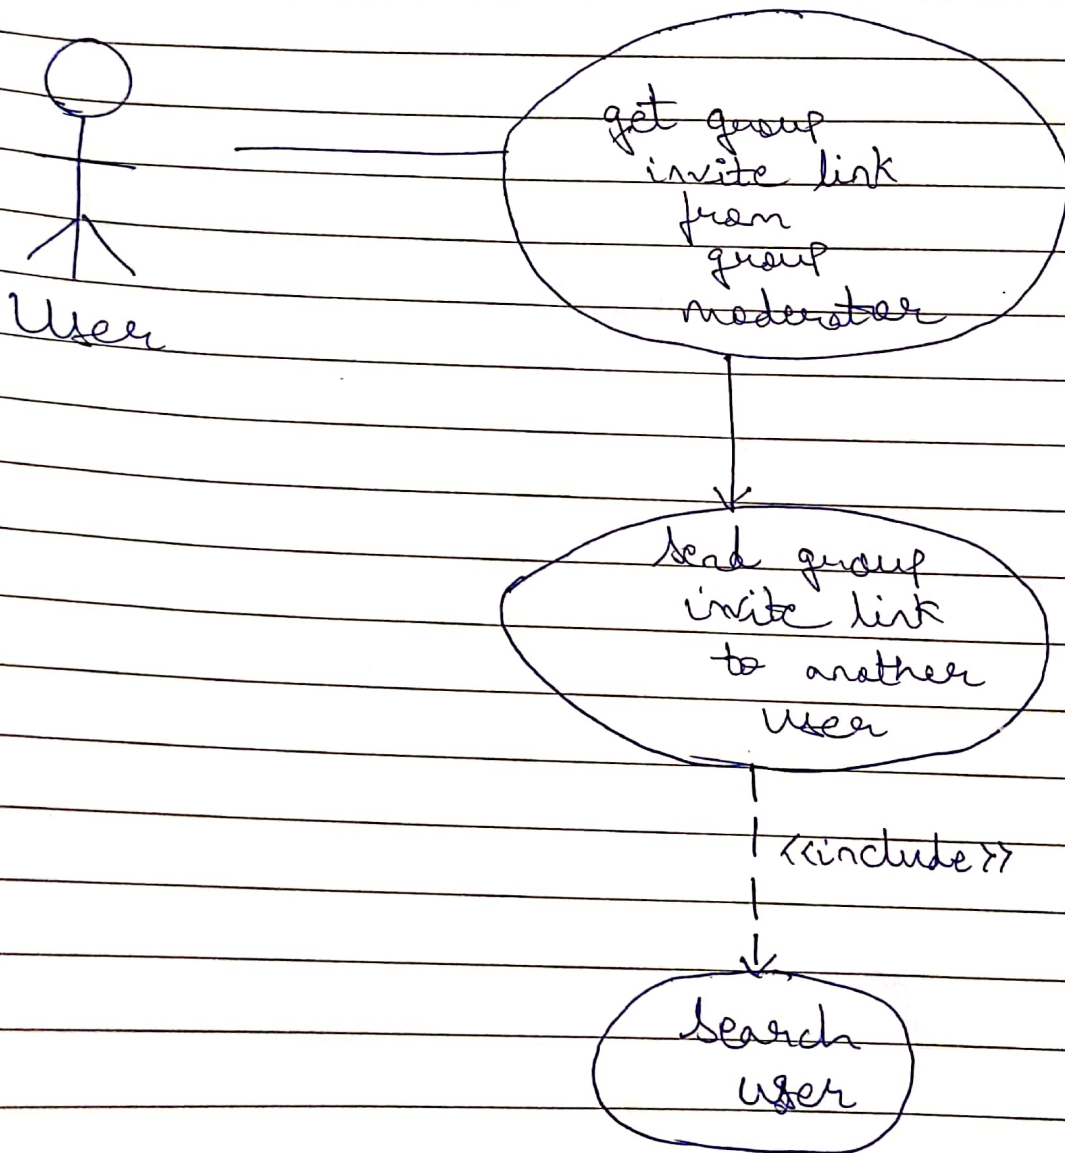 get group
invite link
from
group
moderator
User
send group
invite link
to another
user
<<include>>
search
user